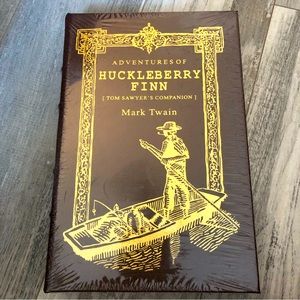 ADVENTURES OF
HUCKLEBERRY
FINN
[ TOM SAWYER'S COMPANION ]
Mark Twain